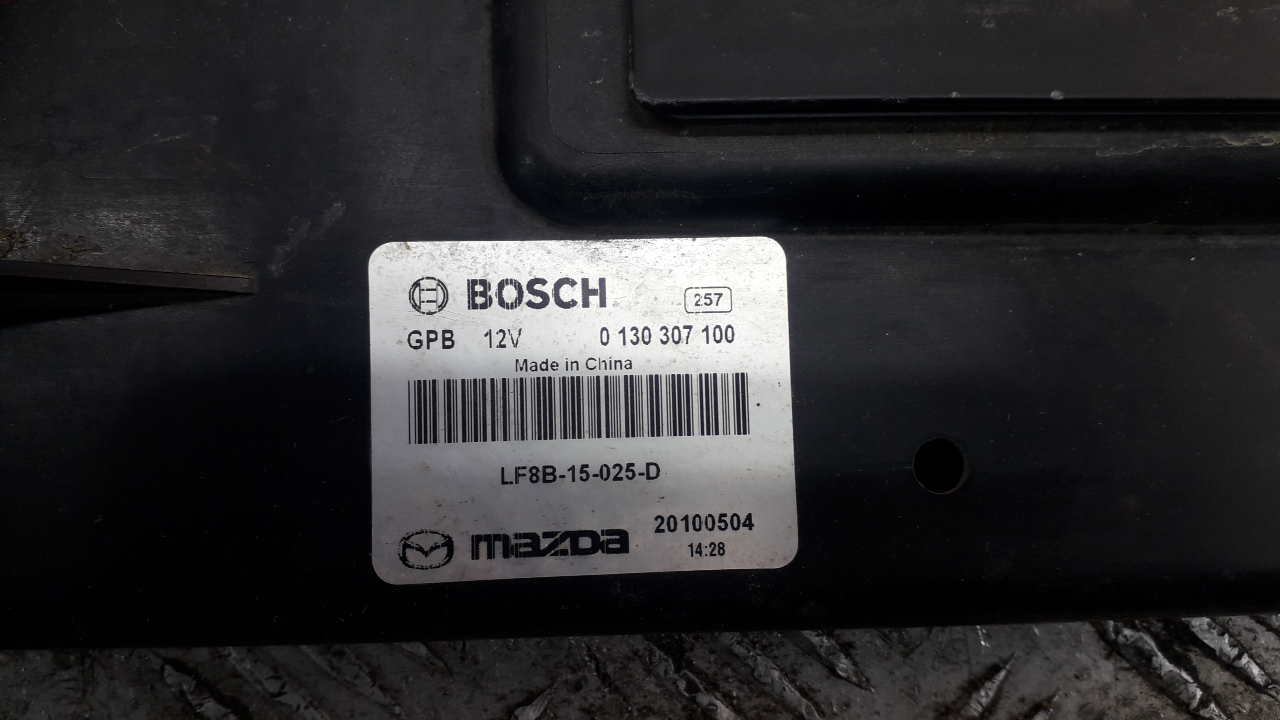 BOSCH 257
GPB 12V 0 130 307 100
Made in China
LF8B-15-025-D
mazda 20100504
14:28